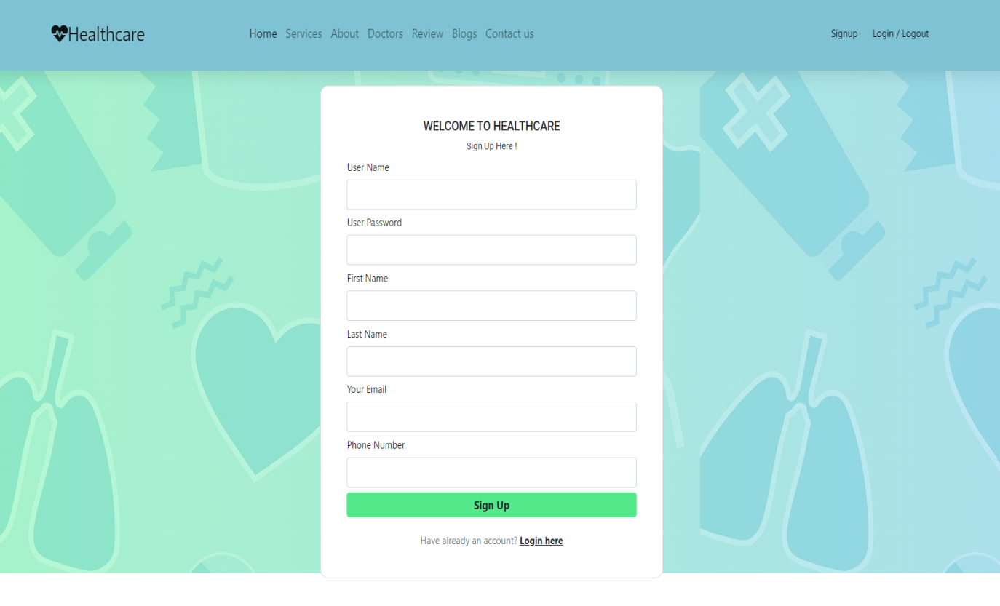 Healthcare Home Services About Doctors Review Blogs Contact us Signup Login / Logout
WELCOME TO HEALTHCARE
Sign Up Here !
User Name
User Password
First Name
Last Name
Your Email
Phone Number
Sign Up
Have already an account? Login here